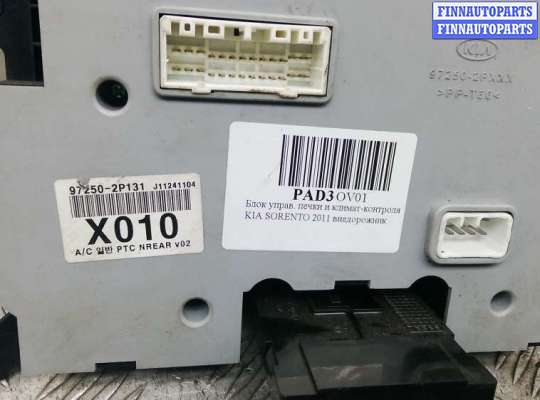 FINNAUTOPARTS
FINNAUTOPARTS
KIA
97250-2PXXX
>PP-T20<
97250-2P131 J11241104
X010
A/C 일반 PTC NREAR v02
PAD3OV01
Блок управ. печки и климат-контроля
KIA SORENTO 2011 внедорожник